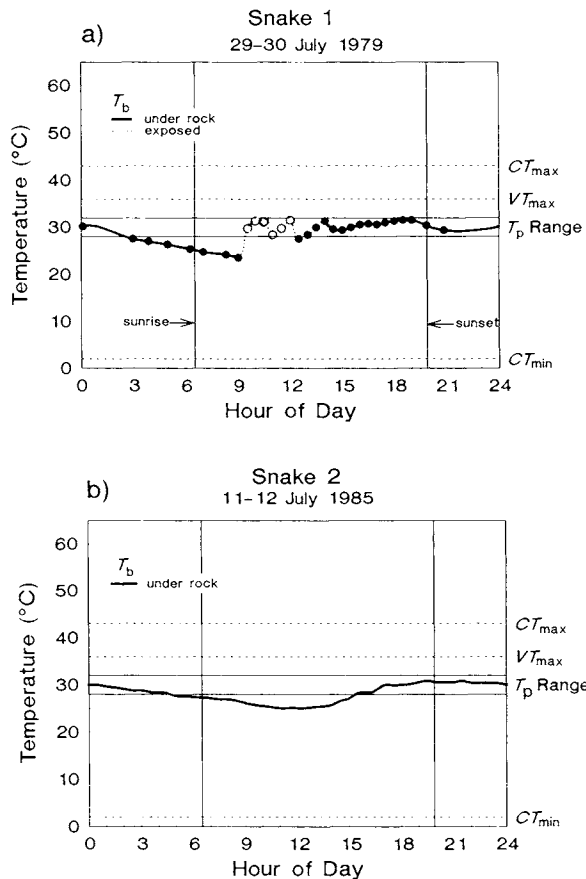 Snake 1
a)
29–30 July 1979
Temperature (°C)
60
50
40
30
20
10
0
T_b
under rock
exposed
CT_max
VT_max
T_p Range
sunrise
sunset
CT_min
0 3 6 9 12 15 18 21 24
Hour of Day
Snake 2
b)
11–12 July 1985
Temperature (°C)
60
50
40
30
20
10
0
T_b
under rock
CT_max
VT_max
T_p Range
CT_min
0 3 6 9 12 15 18 21 24
Hour of Day